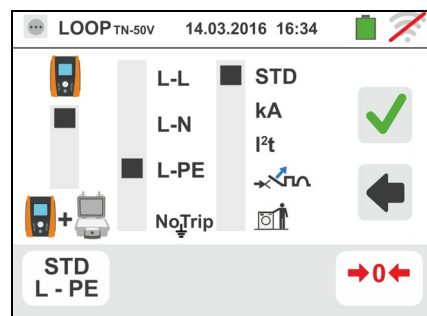 LOOP TN-50V 14.03.2016 16:34
L-L STD
L-N kA
I²t
L-PE
NoTrip
+
STD
L - PE
→0←